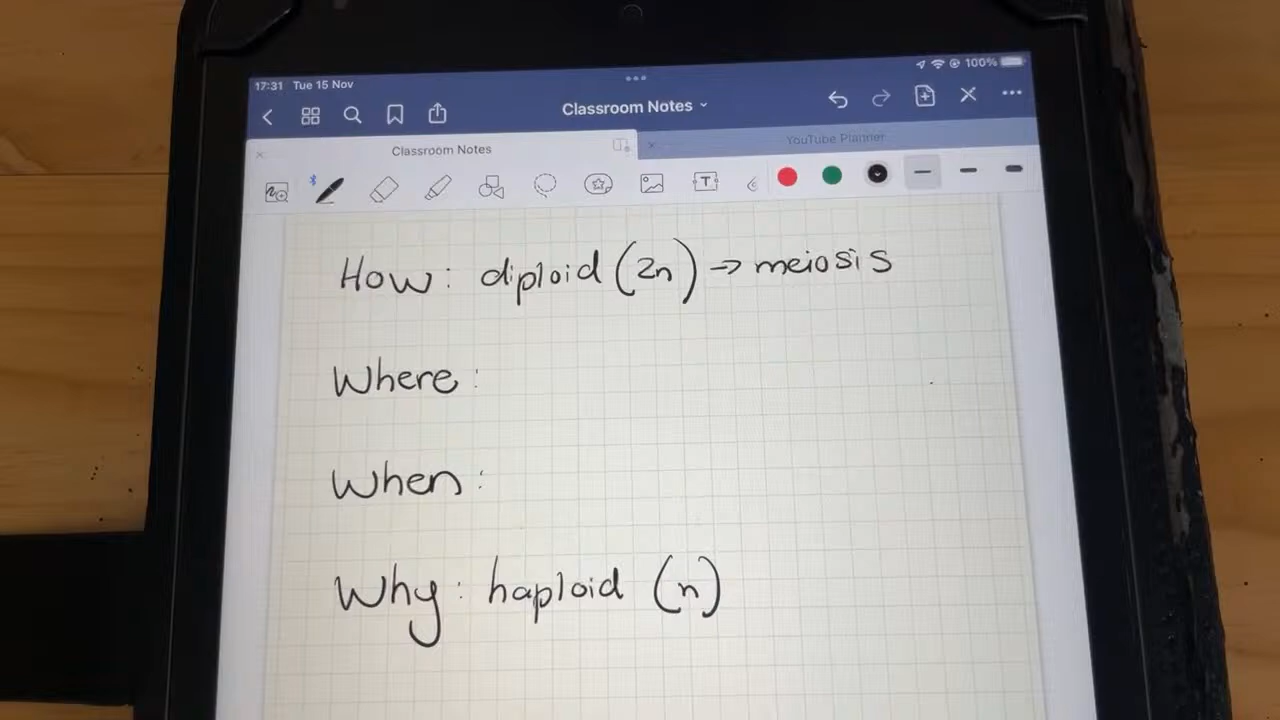 17:31 Tue 15 Nov 100%
Classroom Notes
Classroom Notes YouTube Planner
T
How: diploid (2n) → meiosis
Where:
When:
Why: haploid (n)